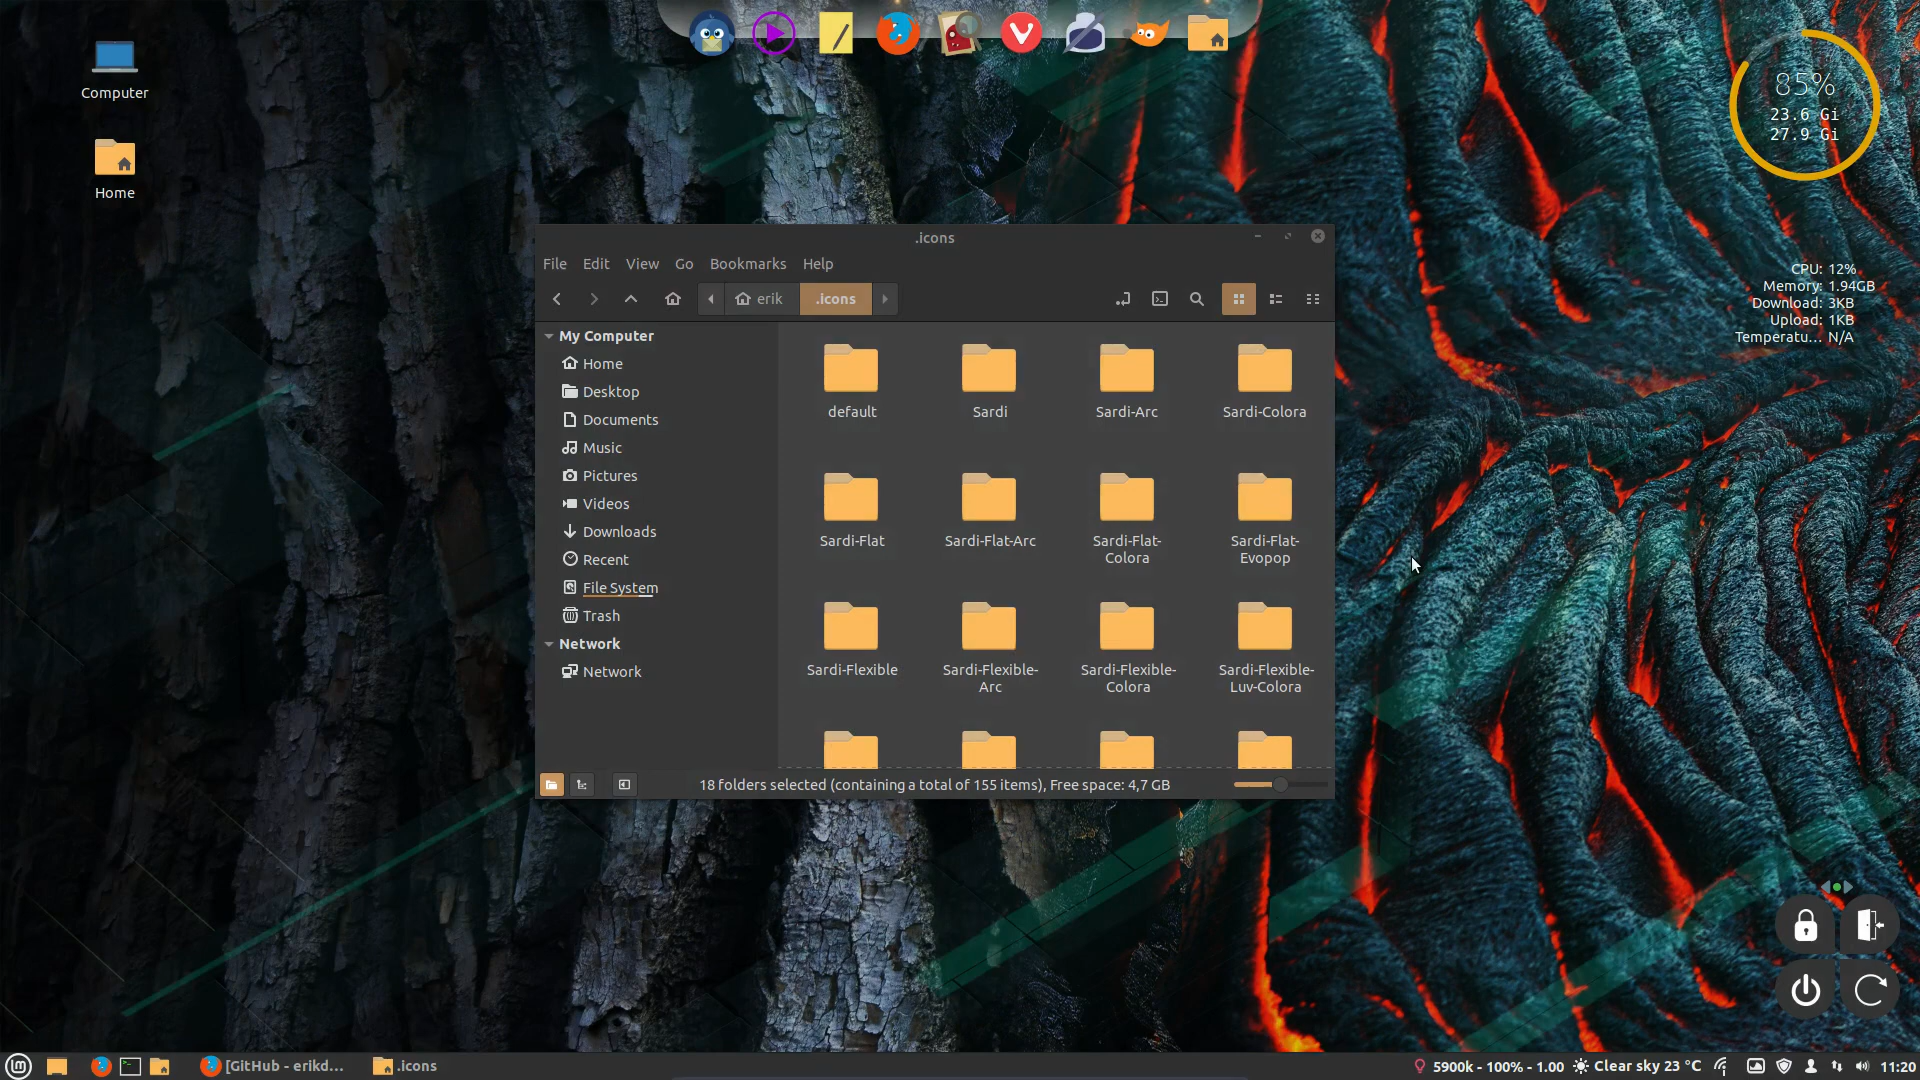 Computer
Home
85%
23.6 Gi
27.9 Gi
.icons
File Edit View Go Bookmarks Help
erik .icons
My Computer
Home
Desktop
Documents
Music
Pictures
Videos
Downloads
Recent
File System
Trash
Network
Network
default Sardi Sardi-Arc Sardi-Colora
Sardi-Flat Sardi-Flat-Arc Sardi-Flat-Colora Sardi-Flat-Evopop
Sardi-Flexible Sardi-Flexible-Arc Sardi-Flexible-Colora Sardi-Flexible-Luv-Colora
18 folders selected (containing a total of 155 items), Free space: 4,7 GB
CPU: 12%
Memory: 1.94GB
Download: 3KB
Upload: 1KB
Temperatu... N/A
[GitHub - erikd...
.icons
5900k - 100% - 1.00
Clear sky 23 °C
11:20